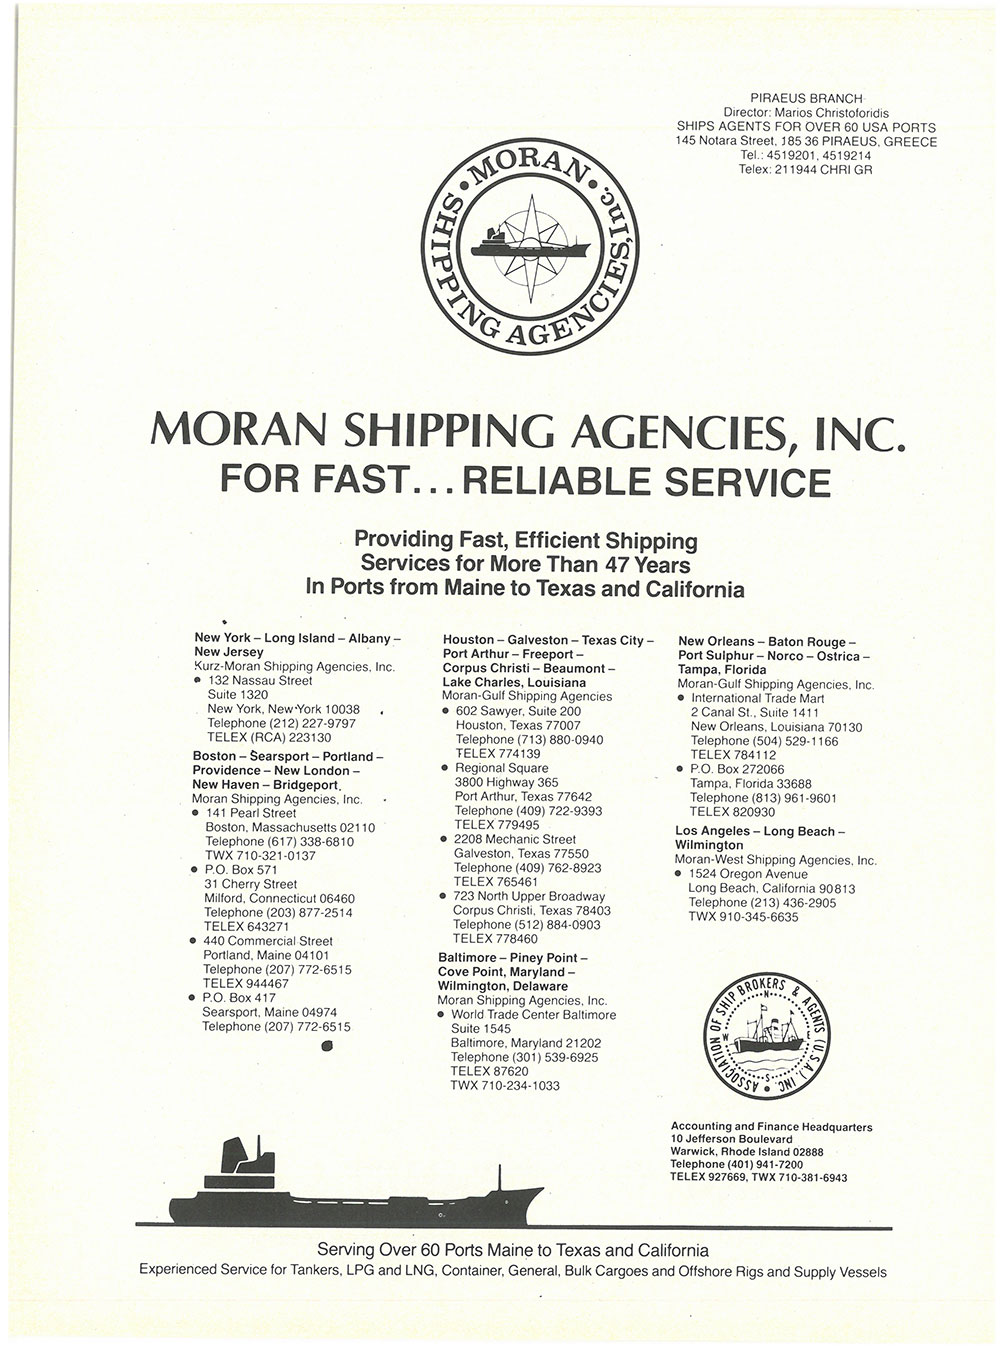 PIRAEUS BRANCH
Director: Marios Christoforidis
SHIPS AGENTS FOR OVER 60 USA PORTS
145 Notara Street, 185 36 PIRAEUS, GREECE
Tel.: 4519201, 4519214
Telex: 211944 CHRI GR
• MORAN • SHIPPING AGENCIES, Inc.
MORAN SHIPPING AGENCIES, INC.
FOR FAST...RELIABLE SERVICE
Providing Fast, Efficient Shipping
Services for More Than 47 Years
In Ports from Maine to Texas and California
New York – Long Island – Albany –
New Jersey
Kurz-Moran Shipping Agencies, Inc.
• 132 Nassau Street
Suite 1320
New York, New York 10038
Telephone (212) 227-9797
TELEX (RCA) 223130
Boston – Searsport – Portland –
Providence – New London –
New Haven – Bridgeport
Moran Shipping Agencies, Inc.
• 141 Pearl Street
Boston, Massachusetts 02110
Telephone (617) 338-6810
TWX 710-321-0137
• P.O. Box 571
31 Cherry Street
Milford, Connecticut 06460
Telephone (203) 877-2514
TELEX 643271
• 440 Commercial Street
Portland, Maine 04101
Telephone (207) 772-6515
TELEX 944467
• P.O. Box 417
Searsport, Maine 04974
Telephone (207) 772-6515
Houston – Galveston – Texas City –
Port Arthur – Freeport –
Corpus Christi – Beaumont –
Lake Charles, Louisiana
Moran-Gulf Shipping Agencies
• 602 Sawyer, Suite 200
Houston, Texas 77007
Telephone (713) 880-0940
TELEX 774139
• Regional Square
3800 Highway 365
Port Arthur, Texas 77642
Telephone (409) 722-9393
TELEX 779495
• 2208 Mechanic Street
Galveston, Texas 77550
Telephone (409) 762-8923
TELEX 765461
• 723 North Upper Broadway
Corpus Christi, Texas 78403
Telephone (512) 884-0903
TELEX 778460
Baltimore – Piney Point –
Cove Point, Maryland –
Wilmington, Delaware
Moran Shipping Agencies, Inc.
• World Trade Center Baltimore
Suite 1545
Baltimore, Maryland 21202
Telephone (301) 539-6925
TELEX 87620
TWX 710-234-1033
New Orleans – Baton Rouge –
Port Sulphur – Norco – Ostrica –
Tampa, Florida
Moran-Gulf Shipping Agencies, Inc.
• International Trade Mart
2 Canal St., Suite 1411
New Orleans, Louisiana 70130
Telephone (504) 529-1166
TELEX 784112
• P.O. Box 272066
Tampa, Florida 33688
Telephone (813) 961-9601
TELEX 820930
Los Angeles – Long Beach –
Wilmington
Moran-West Shipping Agencies, Inc.
• 1524 Oregon Avenue
Long Beach, California 90813
Telephone (213) 436-2905
TWX 910-345-6635
• ASSOCIATION OF SHIP BROKERS & AGENTS (U.S.A.) INC.
N
W E
S
Accounting and Finance Headquarters
10 Jefferson Boulevard
Warwick, Rhode Island 02888
Telephone (401) 941-7200
TELEX 927669, TWX 710-381-6943
Serving Over 60 Ports Maine to Texas and California
Experienced Service for Tankers, LPG and LNG, Container, General, Bulk Cargoes and Offshore Rigs and Supply Vessels